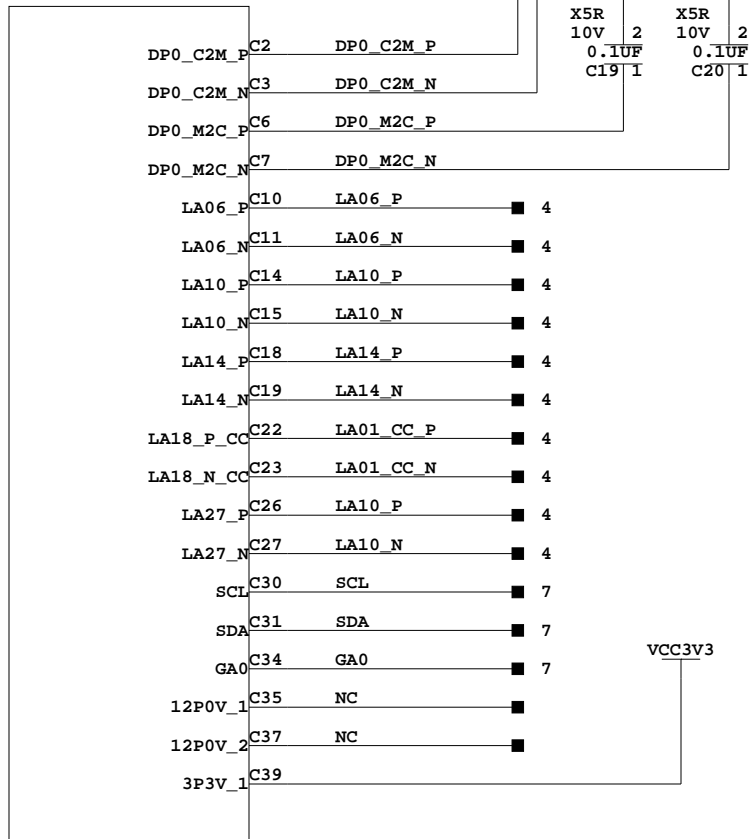 X5R X5R
10V 2 10V 2
0.1UF 0.1UF
C19 1 C20 1
DP0_C2M_P C2 DP0_C2M_P
DP0_C2M_N C3 DP0_C2M_N
DP0_M2C_P C6 DP0_M2C_P
DP0_M2C_N C7 DP0_M2C_N
LA06_P C10 LA06_P 4
LA06_N C11 LA06_N 4
LA10_P C14 LA10_P 4
LA10_N C15 LA10_N 4
LA14_P C18 LA14_P 4
LA14_N C19 LA14_N 4
LA18_P_CC C22 LA01_CC_P 4
LA18_N_CC C23 LA01_CC_N 4
LA27_P C26 LA10_P 4
LA27_N C27 LA10_N 4
SCL C30 SCL 7
SDA C31 SDA 7
GA0 C34 GA0 7
VCC3V3
12P0V_1 C35 NC
12P0V_2 C37 NC
3P3V_1 C39